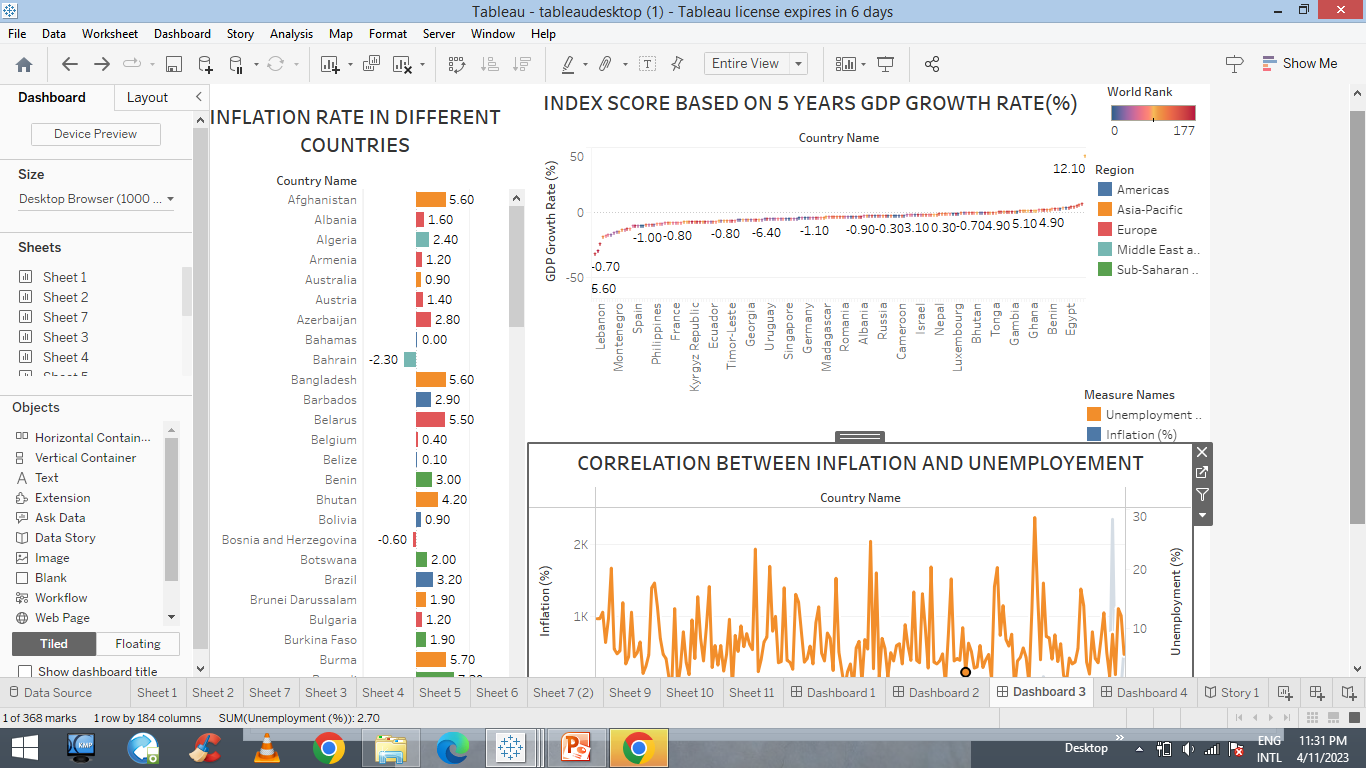 Tableau - tableaudesktop (1) - Tableau license expires in 6 days
File Data Worksheet Dashboard Story Analysis Map Format Server Window Help
Entire View
Show Me
Dashboard Layout
Device Preview
Size
Desktop Browser (1000 ...
Sheets
Sheet 1
Sheet 2
Sheet 7
Sheet 3
Sheet 4
Objects
Horizontal Contain...
Vertical Container
Text
Extension
Ask Data
Data Story
Image
Blank
Workflow
Web Page
Tiled Floating
Show dashboard title
INFLATION RATE IN DIFFERENT
COUNTRIES
Country Name
Afghanistan 5.60
Albania 1.60
Algeria 2.40
Armenia 1.20
Australia 0.90
Austria 1.40
Azerbaijan 2.80
Bahamas 0.00
Bahrain -2.30
Bangladesh 5.60
Barbados 2.90
Belarus 5.50
Belgium 0.40
Belize 0.10
Benin 3.00
Bhutan 4.20
Bolivia 0.90
Bosnia and Herzegovina -0.60
Botswana 2.00
Brazil 3.20
Brunei Darussalam 1.90
Bulgaria 1.20
Burkina Faso 1.90
Burma 5.70
INDEX SCORE BASED ON 5 YEARS GDP GROWTH RATE(%)
Country Name
GDP Growth Rate (%)
50
0
-50
12.10
-1.00 -0.80 -0.80 -6.40 -1.10 -0.90 -0.30 3.10 0.30 -0.70 4.90 5.10 4.90
-0.70
5.60
Lebanon
Montenegro
Spain
Philippines
France
Kyrgyz Republic
Ecuador
Timor-Leste
Georgia
Uruguay
Singapore
Germany
Madagascar
Romania
Albania
Russia
Cameroon
Israel
Nepal
Luxembourg
Bhutan
Tonga
Gambia
Ghana
Benin
Egypt
World Rank
0 177
Region
Americas
Asia-Pacific
Europe
Middle East a..
Sub-Saharan ..
Measure Names
Unemployment ..
Inflation (%)
CORRELATION BETWEEN INFLATION AND UNEMPLOYEMENT
Country Name
Inflation (%)
2K
1K
30
20
10
Unemployment (%)
Data Source Sheet 1 Sheet 2 Sheet 7 Sheet 3 Sheet 4 Sheet 5 Sheet 6 Sheet 7 (2) Sheet 9 Sheet 10 Sheet 11 Dashboard 1 Dashboard 2 Dashboard 3 Dashboard 4 Story 1
1 of 368 marks 1 row by 184 columns SUM(Unemployment (%)): 2.70
KMP
Desktop
ENG
INTL
11:31 PM
4/11/2023